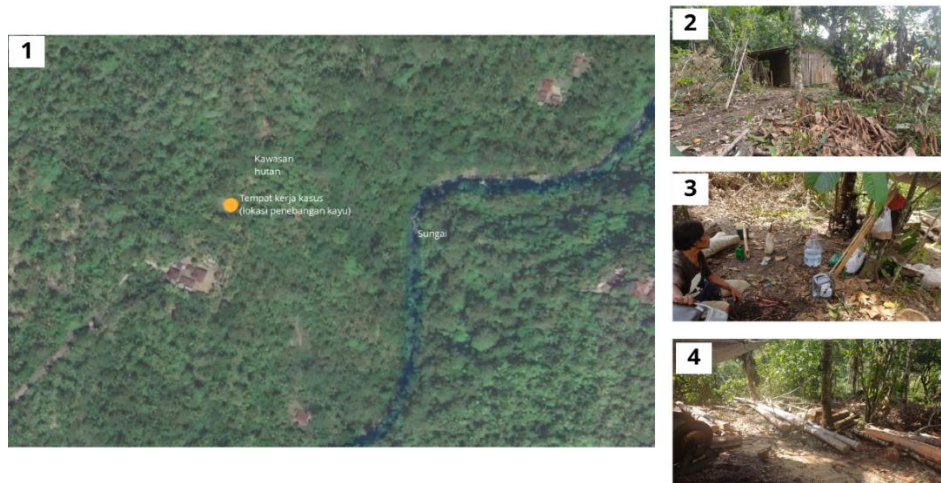 1
Kawasan
hutan
Tempat kerja kasus
(lokasi penebangan kayu)
Sungai
2
3
4